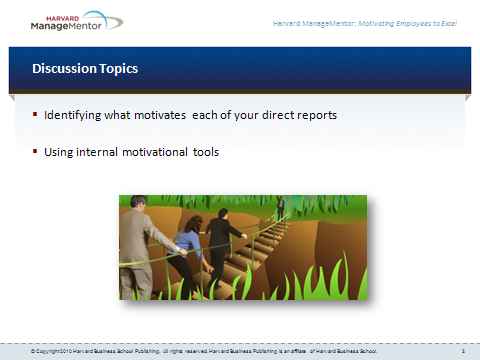 HARVARD
ManageMentor
Harvard ManageMentor: Motivating Employees to Excel
Discussion Topics
Identifying what motivates each of your direct reports
Using internal motivational tools
© Copyright 2010 Harvard Business School Publishing. All rights reserved. Harvard Business Publishing is an affiliate of Harvard Business School.